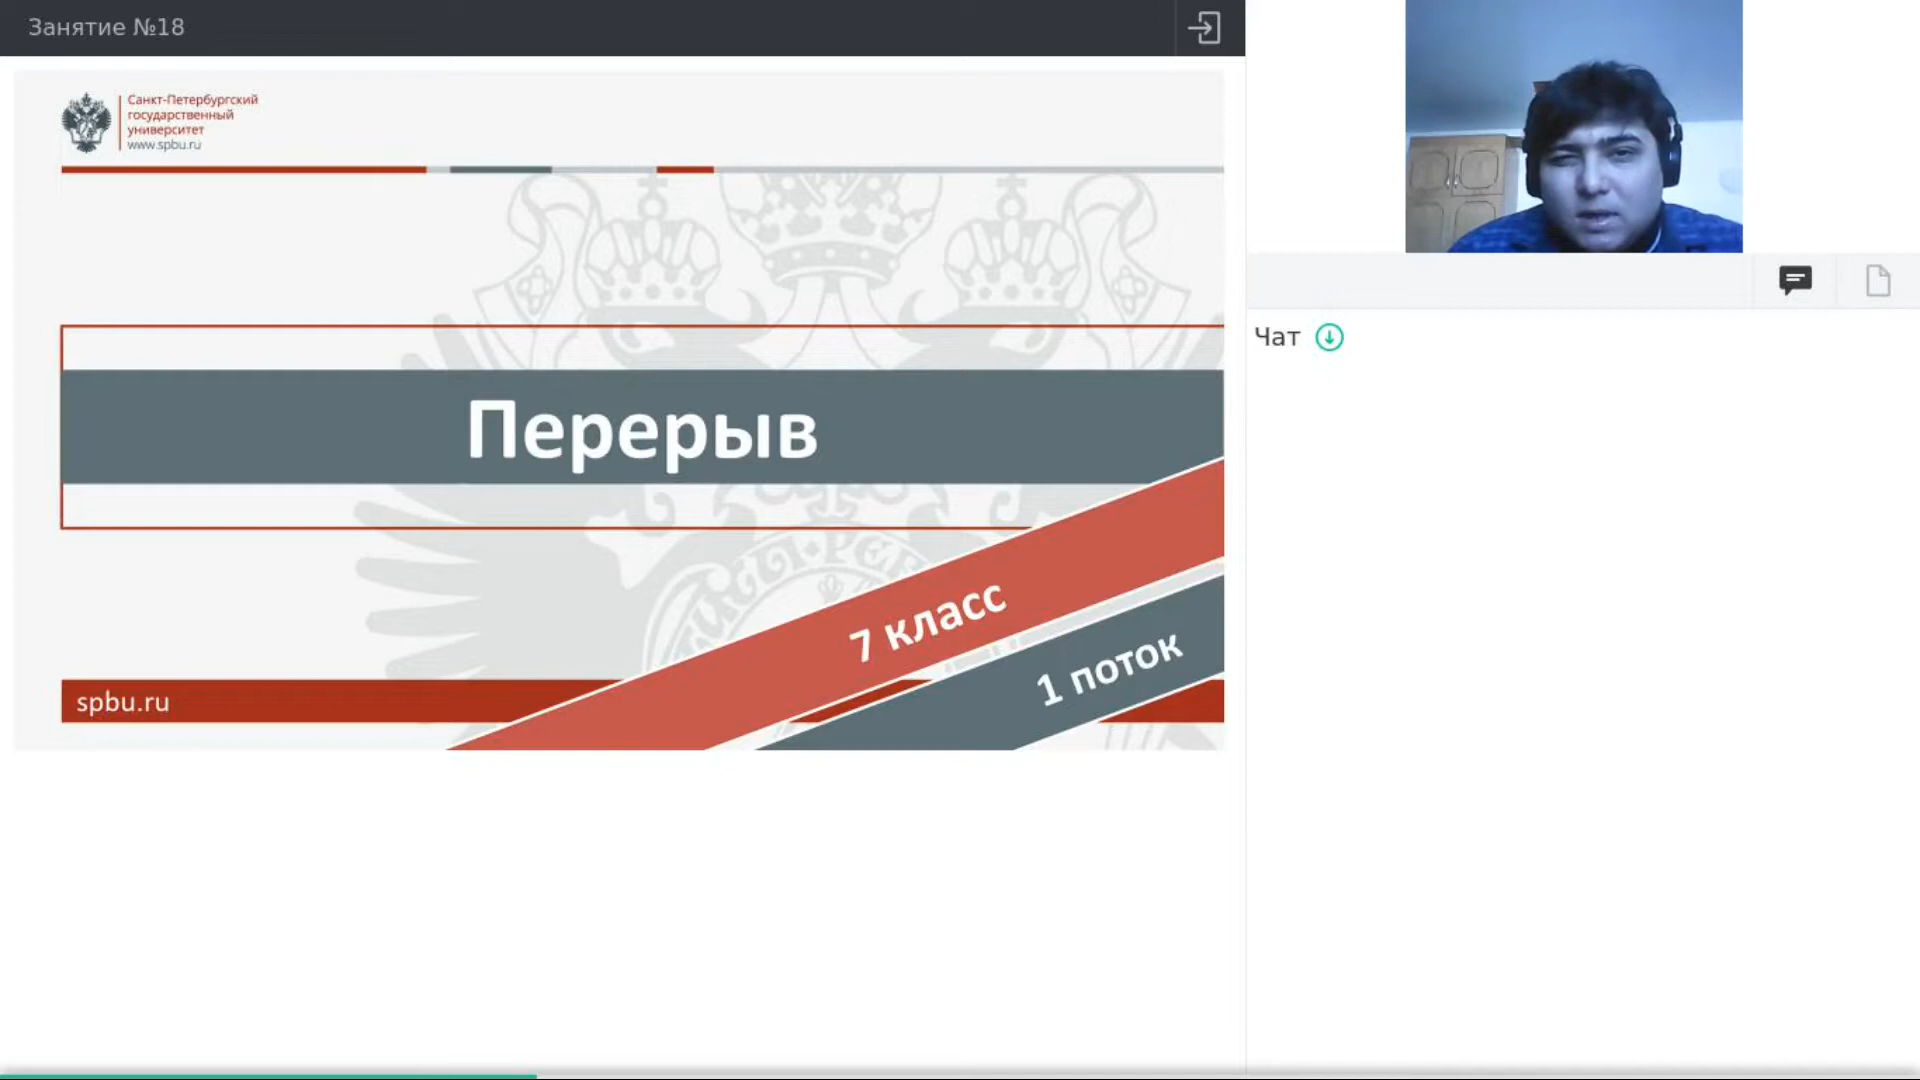 Занятие №18
Санкт-Петербургский
государственный
университет
www.spbu.ru
Перерыв
7 класс
1 поток
spbu.ru
Чат